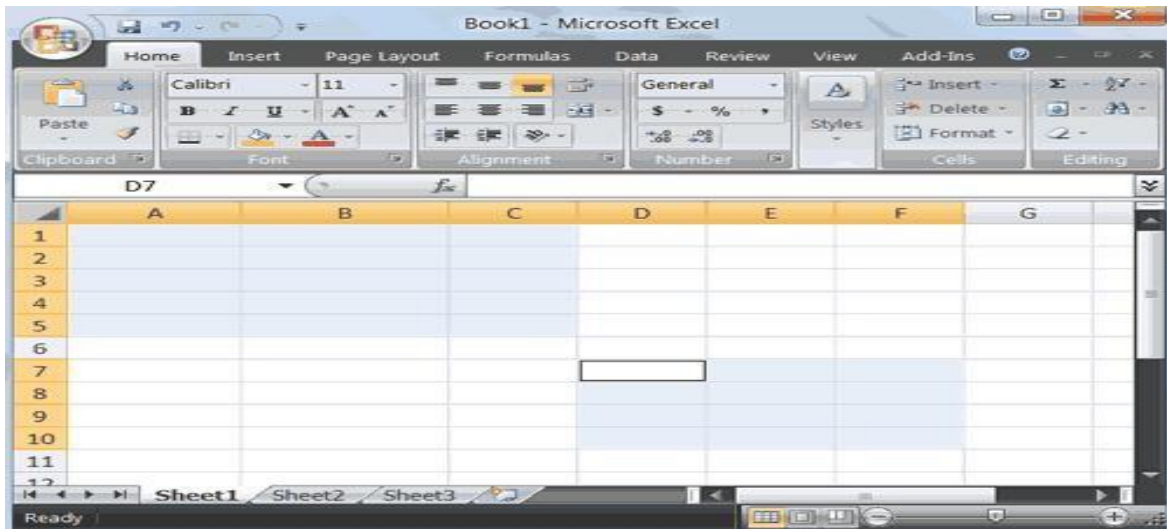 Book1 - Microsoft Excel
Home Insert Page Layout Formulas Data Review View Add-Ins
Calibri 11 General Insert
B I U A A $ % , Delete
Paste A .00 Styles Format
Clipboard Font Alignment Number Cells Editing
D7 fx
A B C D E F G
1
2
3
4
5
6
7
8
9
10
11
12
Sheet1 Sheet2 Sheet3
Ready